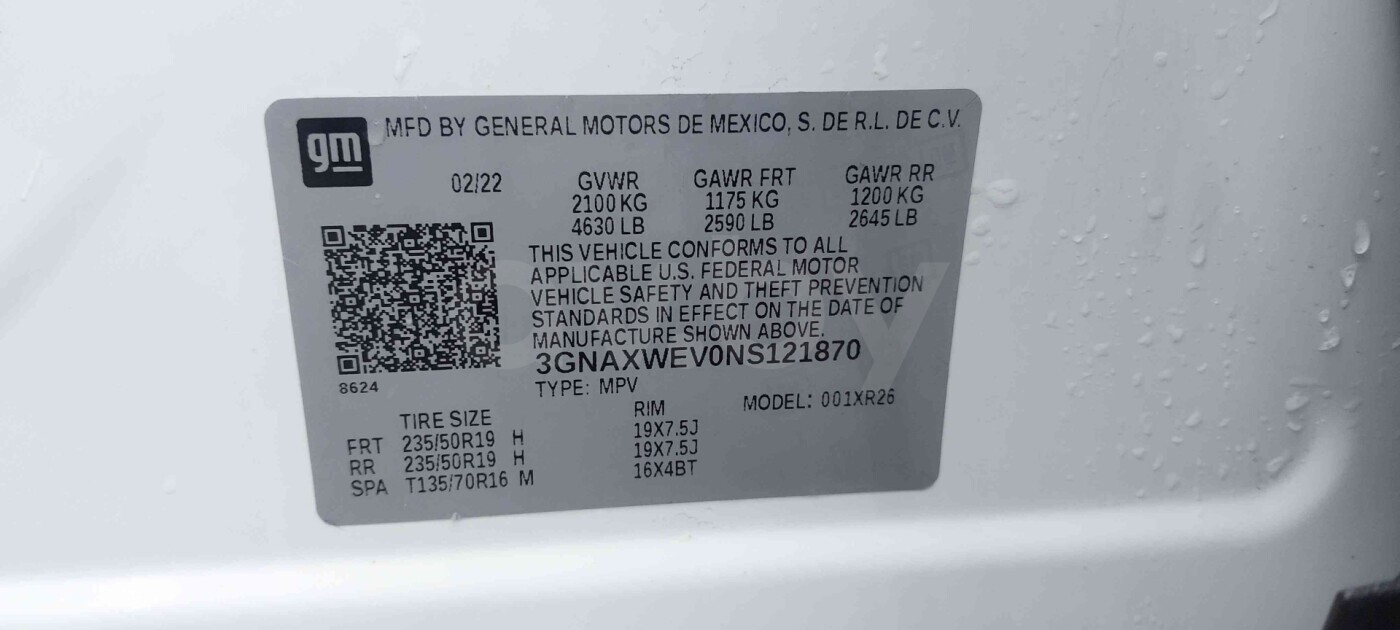 gm MFD BY GENERAL MOTORS DE MEXICO, S. DE R.L. DE C.V.
02/22 GVWR GAWR FRT GAWR RR
2100 KG 1175 KG 1200 KG
4630 LB 2590 LB 2645 LB
THIS VEHICLE CONFORMS TO ALL
APPLICABLE U.S. FEDERAL MOTOR
VEHICLE SAFETY AND THEFT PREVENTION
STANDARDS IN EFFECT ON THE DATE OF
MANUFACTURE SHOWN ABOVE.
3GNAXWEV0NS121870
8624 TYPE: MPV MODEL: 001XR26
TIRE SIZE RIM
FRT 235/50R19 H 19X7.5J
RR 235/50R19 H 19X7.5J
SPA T135/70R16 M 16X4BT